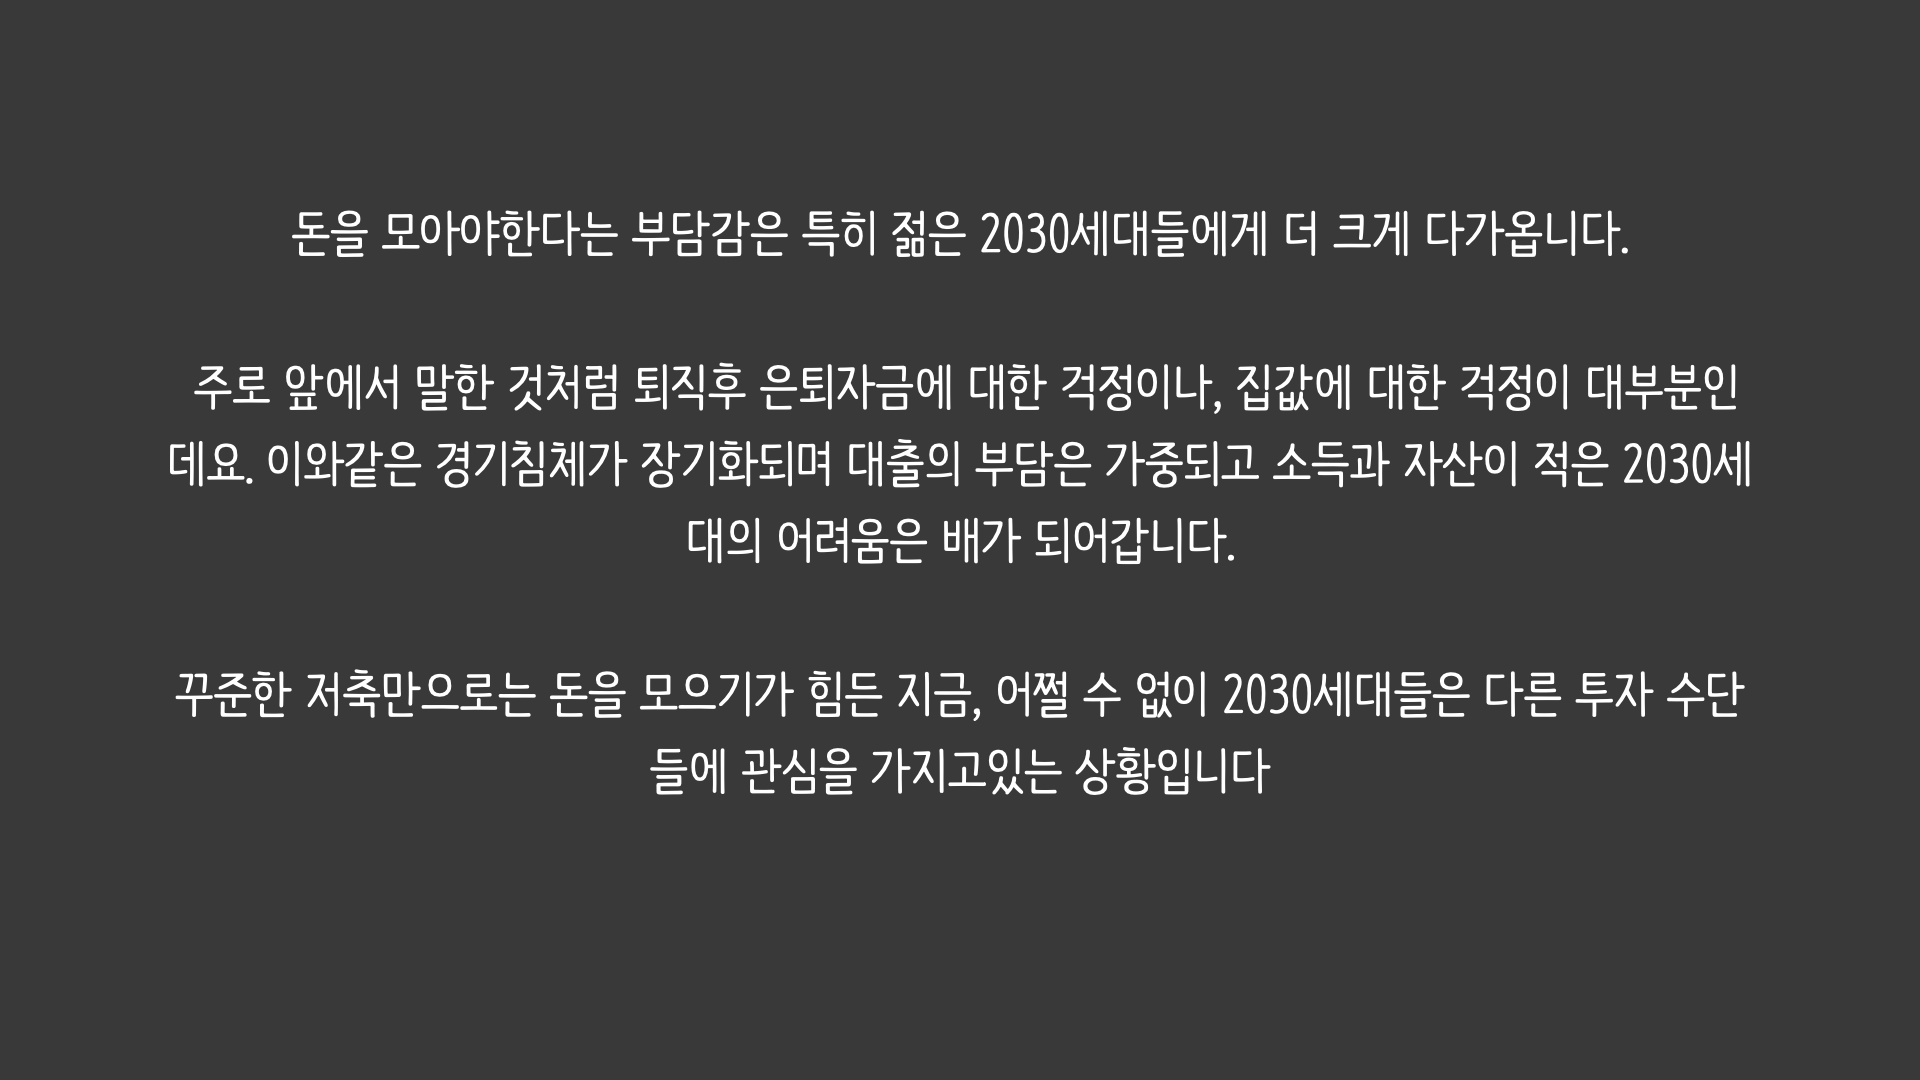 돈을 모아야한다는 부담감은 특히 젊은 2030세대들에게 더 크게 다가옵니다.
주로 앞에서 말한 것처럼 퇴직후 은퇴자금에 대한 걱정이나, 집값에 대한 걱정이 대부분인
데요. 이와같은 경기침체가 장기화되며 대출의 부담은 가중되고 소득과 자산이 적은 2030세
대의 어려움은 배가 되어갑니다.
꾸준한 저축만으로는 돈을 모으기가 힘든 지금, 어쩔 수 없이 2030세대들은 다른 투자 수단
들에 관심을 가지고있는 상황입니다